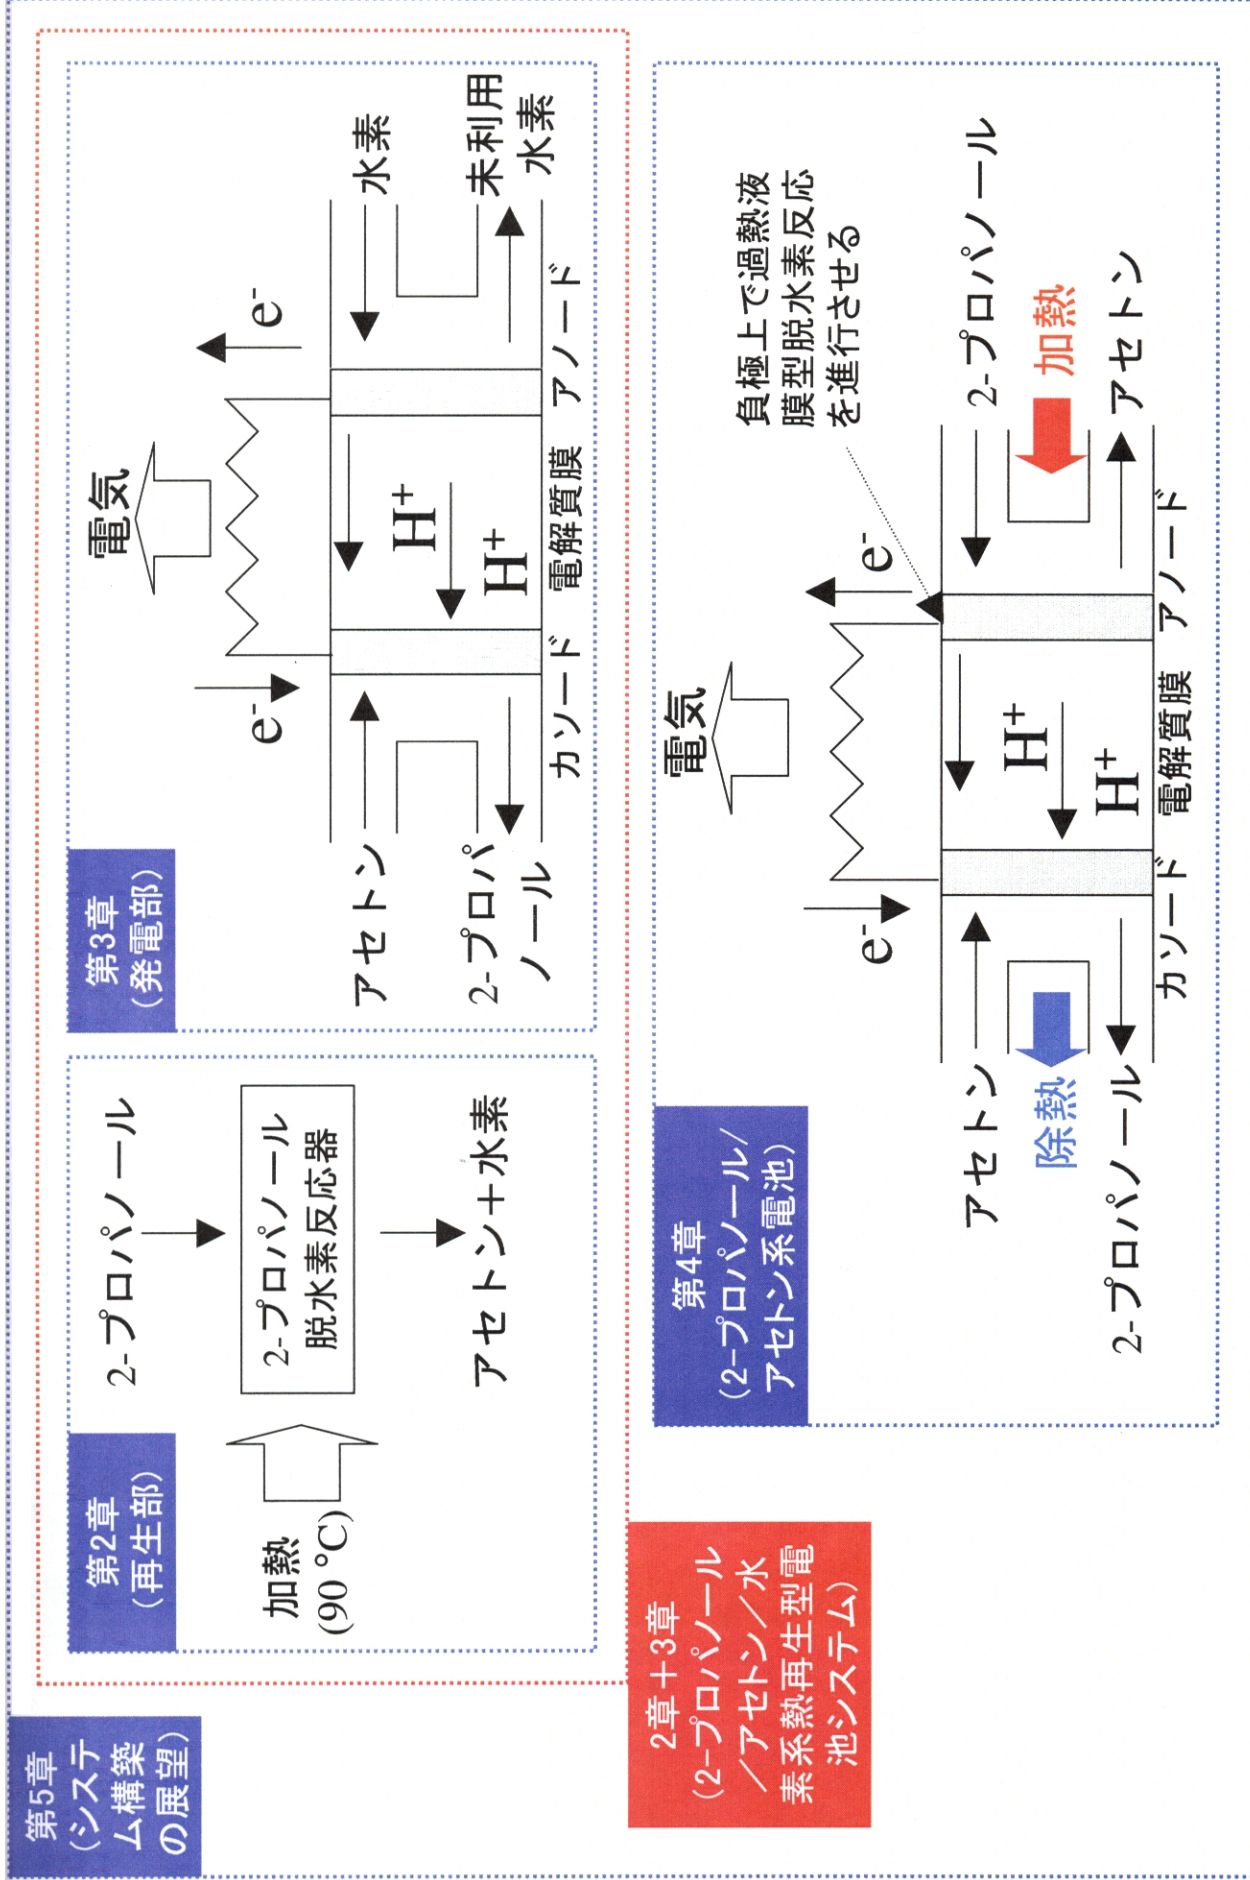 第5章
(システ
ム構築
の展望)
第2章
(再生部)
2-プロパノール
加熱
(90 °C)
2-プロパノール
脱水素反応器
アセトン＋水素
第3章
(発電部)
電気
e-
e-
アセトン
水素
H+
H+
2-プロパ
ノール
未利用
水素
カソード
電解質膜
アノード
2章＋3章
(2-プロパノール
/アセトン/水
素系熱再生型電
池システム)
第4章
(2-プロパノール/
アセトン系電池)
電気
負極上で過熱液
膜型脱水素反応
を進行させる
e-
e-
アセトン
2-プロパノール
H+
H+
除熱
加熱
2-プロパノール
アセトン
カソード
電解質膜
アノード